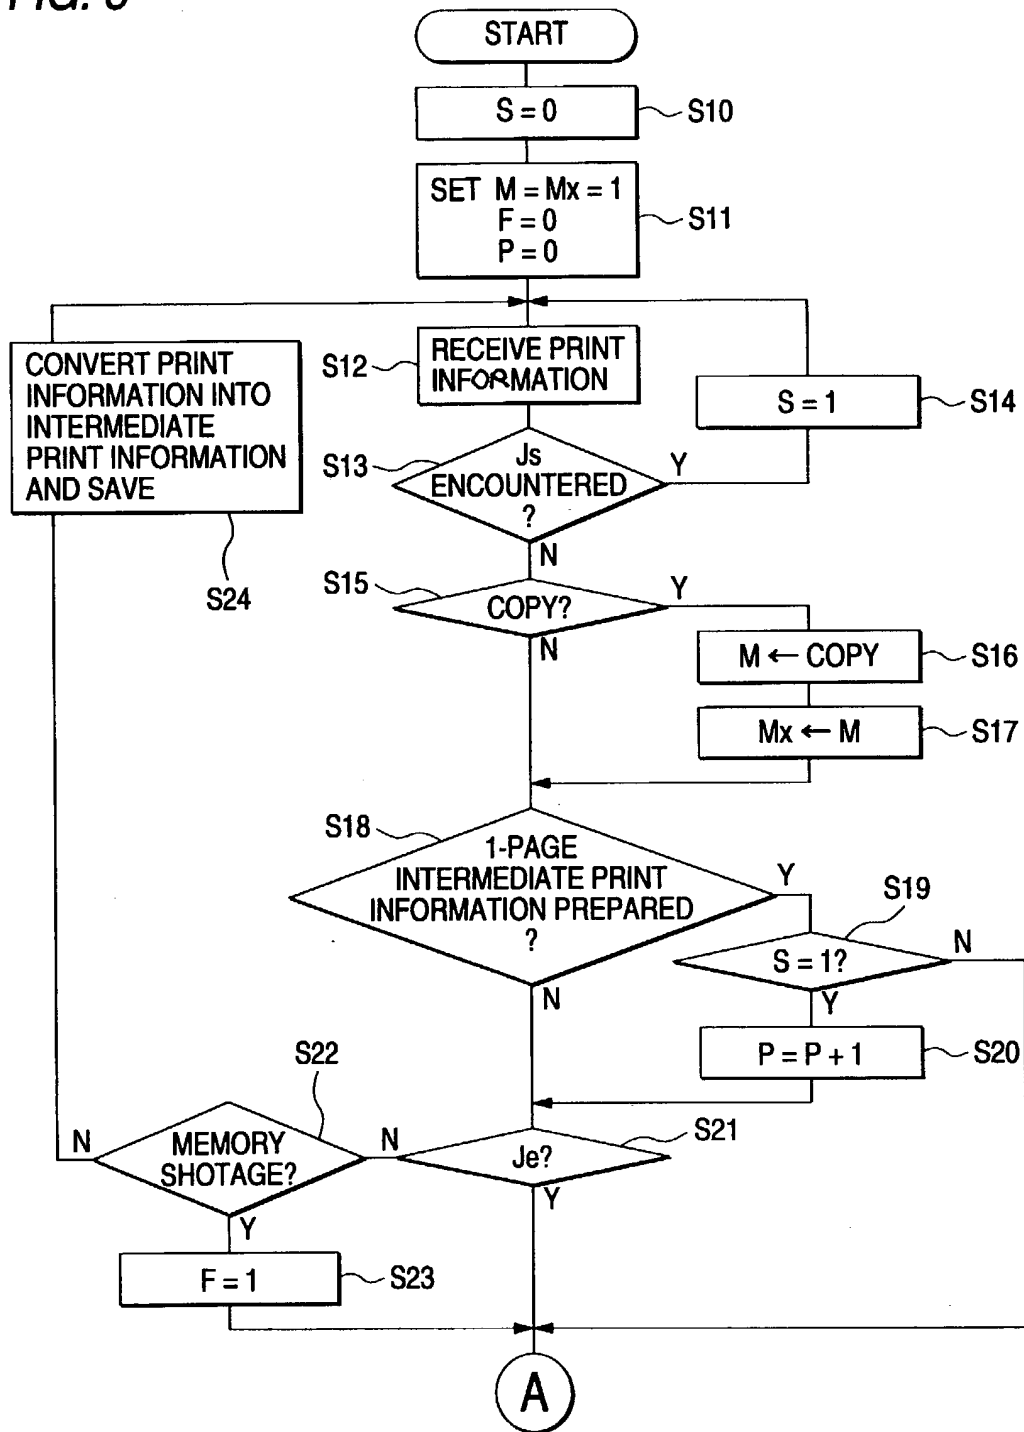 FIG.
START
S = 0
S10
SET M = Mx = 1
F = 0
P = 0
S11
CONVERT PRINT
INFORMATION INTO
INTERMEDIATE
PRINT INFORMATION
AND SAVE
S24
S12
RECEIVE PRINT
INFORMATION
S = 1
S14
S13
Js
ENCOUNTERED
?
Y
N
S15
COPY?
Y
N
M ← COPY
S16
Mx ← M
S17
S18
1-PAGE
INTERMEDIATE PRINT
INFORMATION PREPARED
?
Y
N
S19
S = 1?
N
Y
P = P + 1
S20
S22
MEMORY
SHOTAGE?
N
Y
N
Je?
S21
Y
F = 1
S23
A